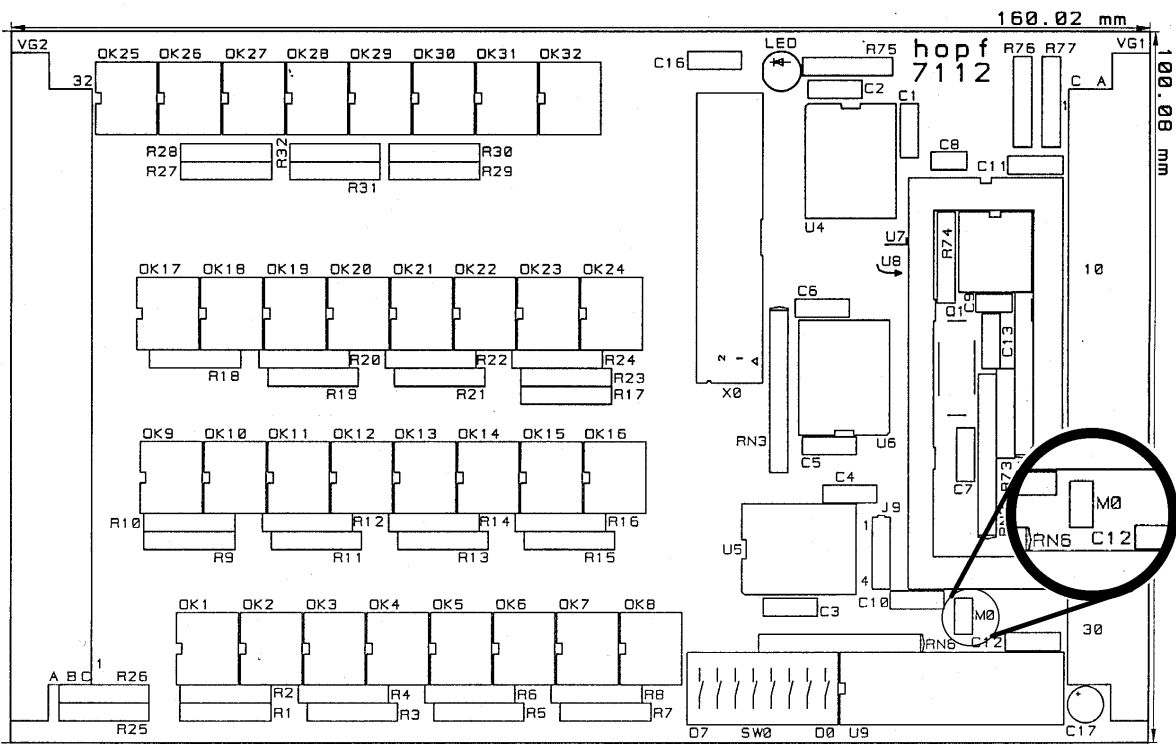 160.02 mm
VG2
OK25 OK26 OK27 OK28 OK29 OK30 OK31 OK32
C16
LED
R75
hopf
7112
R76 R77
VG1
100.08 mm
32
C2
C1
C A
1
R28
R32
R30
R27
R31
R29
C8
C11
U4
U7
U8
R74
OK17 OK18 OK19 OK20 OK21 OK22 OK23 OK24
10
C6
C9
Q1
C13
R18
R20
R19
R22
R21
R24
R23
R17
2 1
X0
RN3
U6
C5
OK9 OK10 OK11 OK12 OK13 OK14 OK15 OK16
C7
R73
C4
J9
1
M0
R10
R9
R12
R11
R14
R13
R16
R15
U5
RN6
C12
4
C3
C10
OK1 OK2 OK3 OK4 OK5 OK6 OK7 OK8
M0
30
RN6
C12
1
A B C
R26
R25
R2
R1
R4
R3
R6
R5
R8
R7
D7 SW0 D0 U9
C17